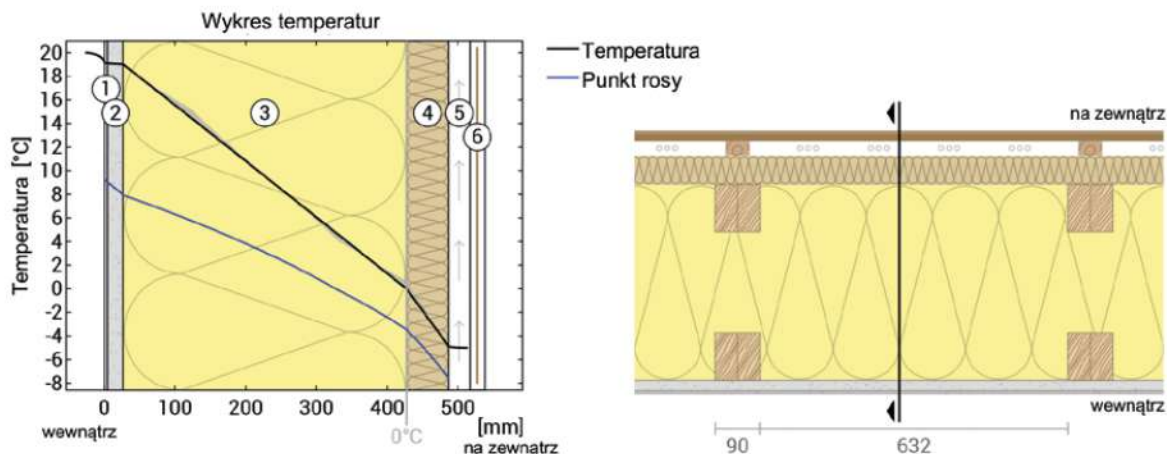 Wykres temperatur
Temperatura [°C]
20
18
16
14
12
10
8
6
4
2
0
-2
-4
-6
-8
1
2
3
4
5
6
0
100
200
300
400
500
[mm]
wewnątrz
0°C
na zewnątrz
Temperatura
Punkt rosy
na zewnątrz
wewnątrz
90
632